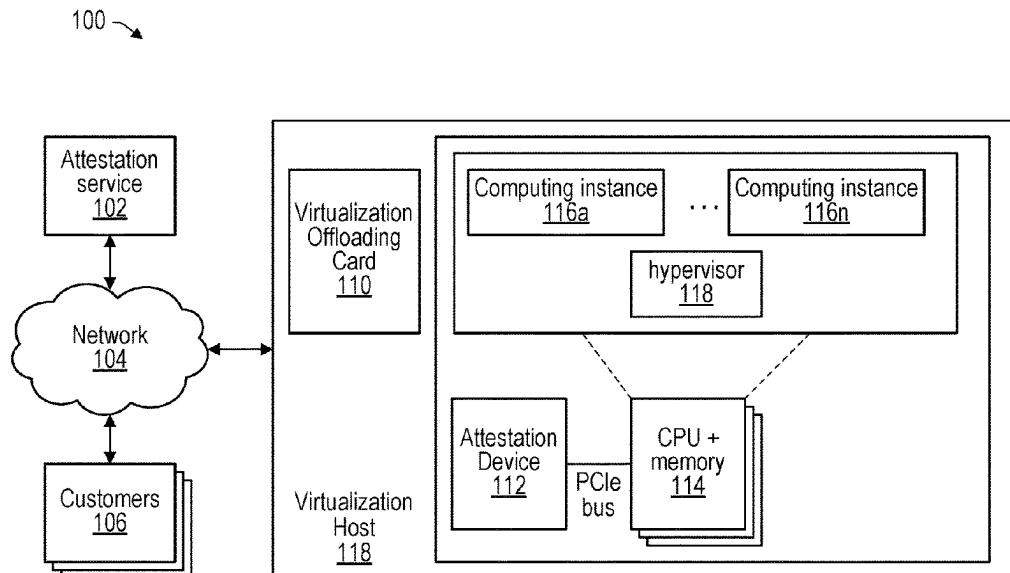 100
Attestation
service
102
Network
104
Customers
106
Virtualization
Offloading
Card
110
Virtualization
Host
118
Computing instance
116a
...
Computing instance
116n
hypervisor
118
Attestation
Device
112
PCIe
bus
CPU +
memory
114